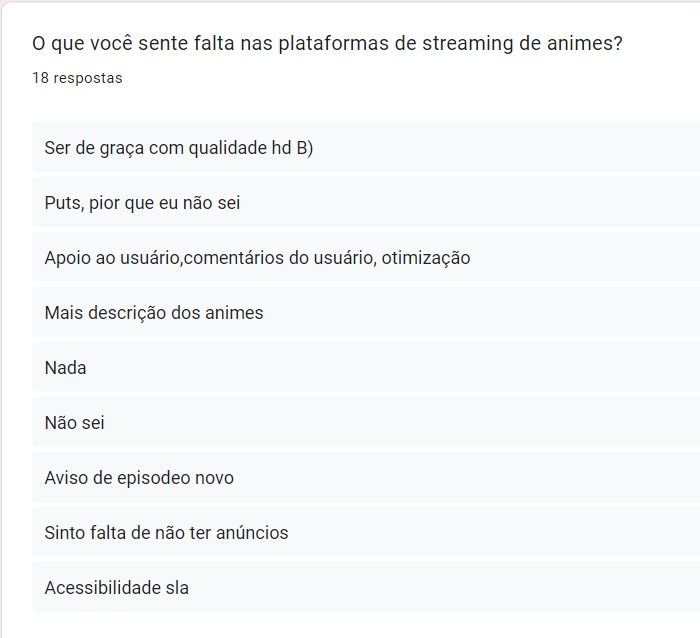 O que você sente falta nas plataformas de streaming de animes?
18 respostas
Ser de graça com qualidade hd B)
Puts, pior que eu não sei
Apoio ao usuário,comentários do usuário, otimização
Mais descrição dos animes
Nada
Não sei
Aviso de episodeo novo
Sinto falta de não ter anúncios
Acessibilidade sla